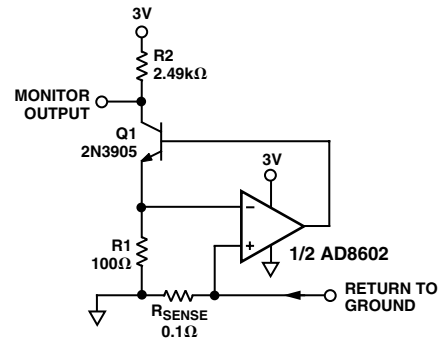 3V
R2
2.49kΩ
MONITOR
OUTPUT
Q1
2N3905
3V
−
+
1/2 AD8602
R1
100Ω
RETURN TO
GROUND
RSENSE
0.1Ω